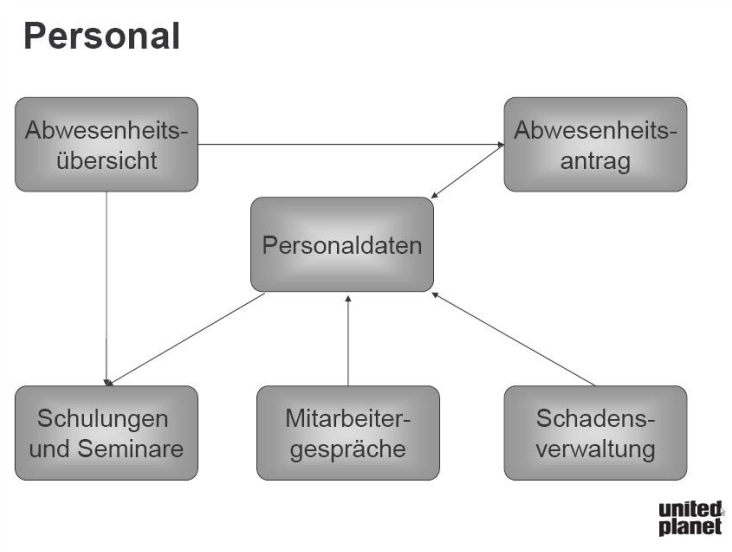 Personal
Abwesenheits-
übersicht
Abwesenheits-
antrag
Personaldaten
Schulungen
und Seminare
Mitarbeiter-
gespräche
Schadens-
verwaltung
united
planet